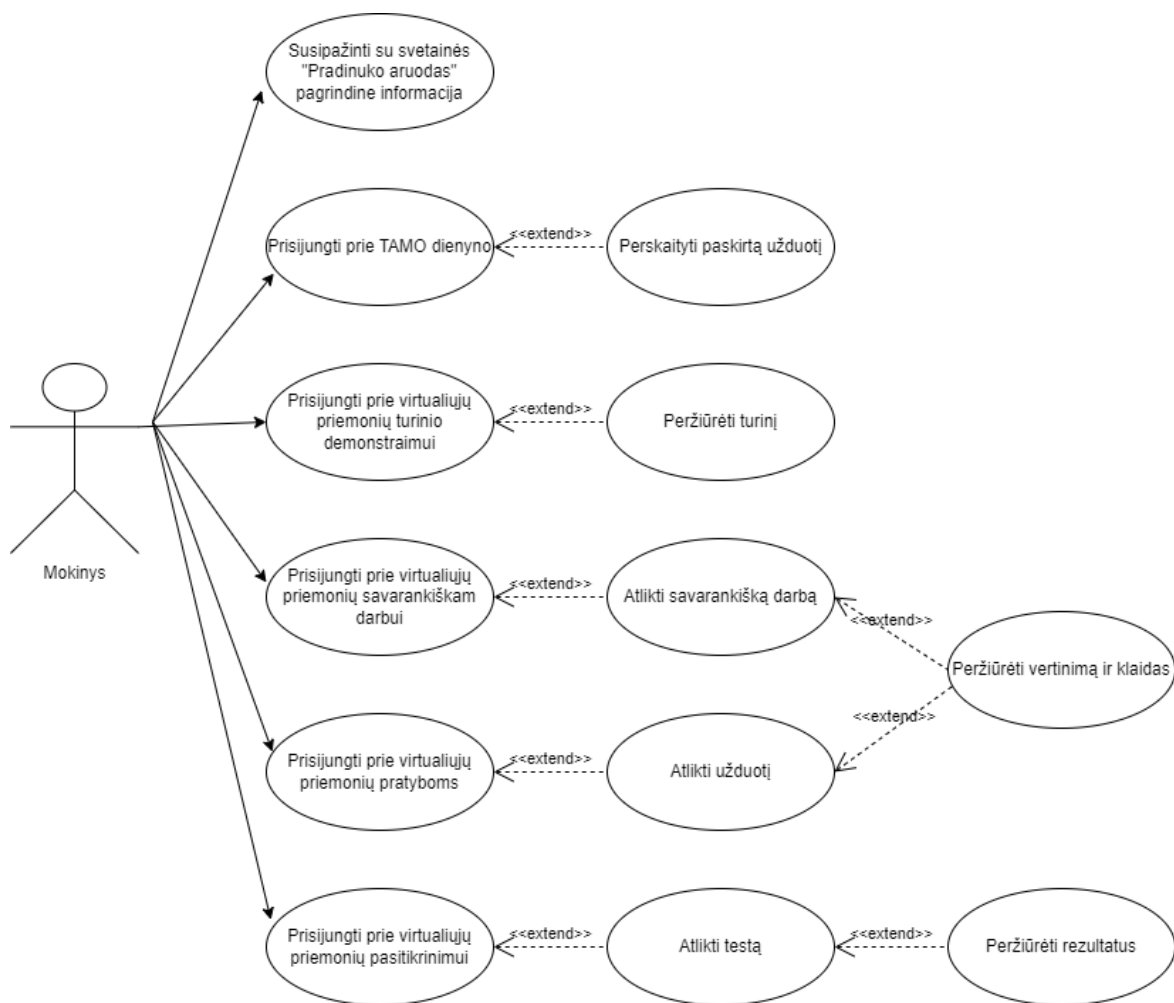 Susipažinti su svetainės
"Pradinuko aruodas"
pagrindine informacija
Prisijungti prie TAMO dienyno
<<extend>>
Perskaityti paskirtą užduotį
Prisijungti prie virtualiųjų
priemonių turinio
demonstraimui
<<extend>>
Peržiūrėti turinį
Mokinys
Prisijungti prie virtualiųjų
priemonių savarankiškam
darbui
<<extend>>
Atlikti savarankišką darbą
<<extend>>
Peržiūrėti vertinimą ir klaidas
<<extend>>
Prisijungti prie virtualiųjų
priemonių pratyboms
<<extend>>
Atlikti užduotį
Prisijungti prie virtualiųjų
priemonių pasitikrinimui
<<extend>>
Atlikti testą
<<extend>>
Peržiūrėti rezultatus